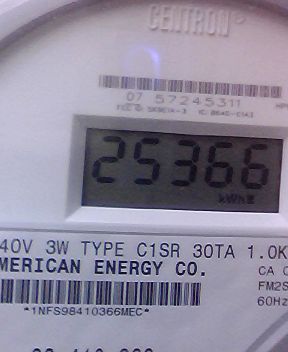 CENTRON®
07 57245311
25366
kWh
40V 3W TYPE C1SR 30TA 1.0K
MERICAN ENERGY CO.
CA
FM2S
60Hz
*1NFS98410366MEC*